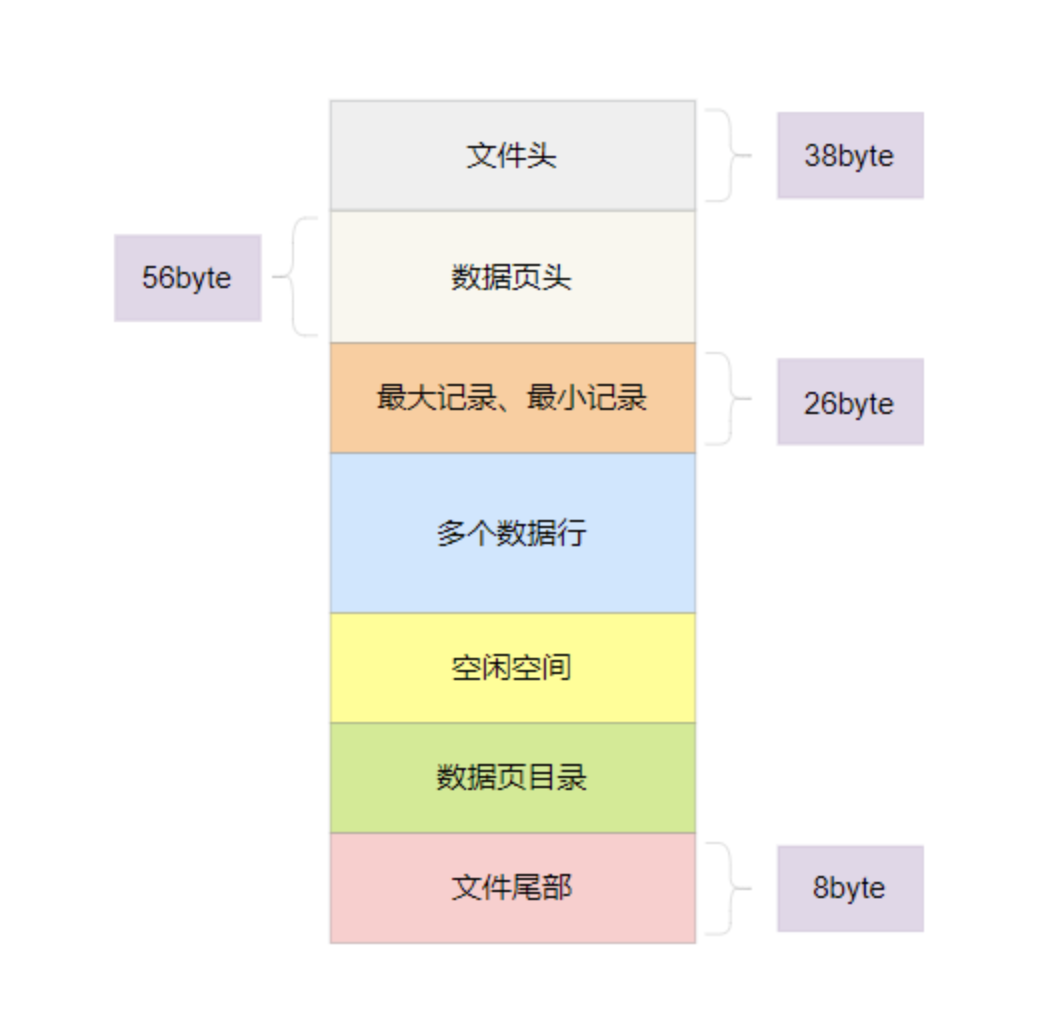 文件头
38byte
56byte
数据页头
最大记录、最小记录
26byte
多个数据行
空闲空间
数据页目录
文件尾部
8byte